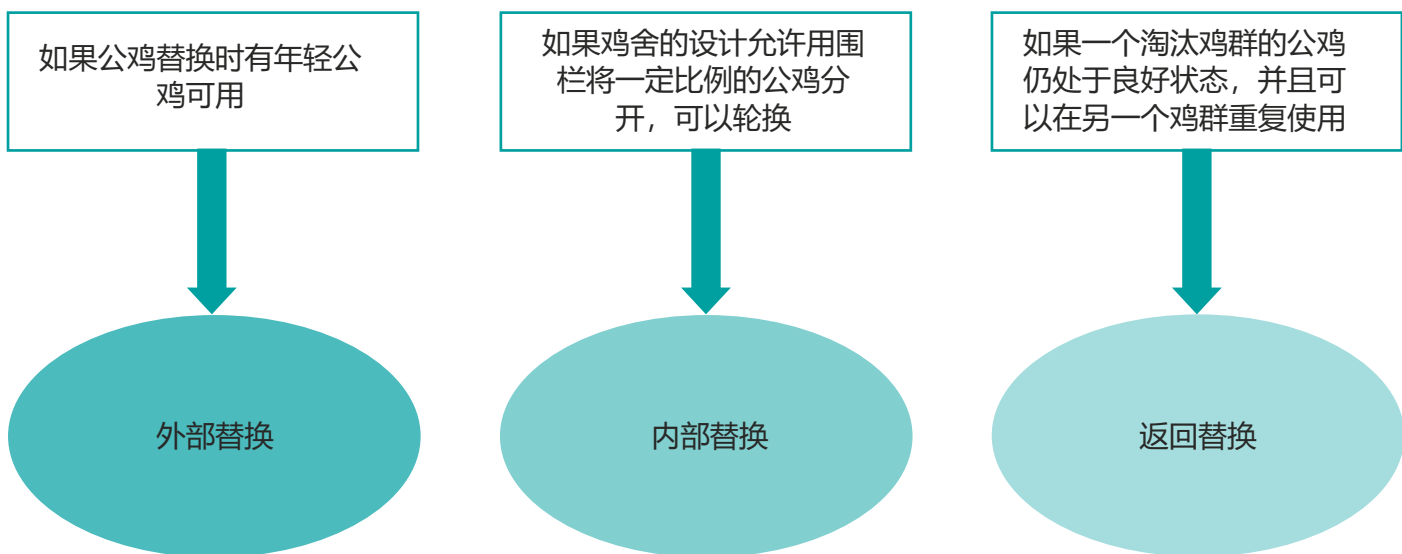 如果公鸡替换时有年轻公
鸡可用
如果鸡舍的设计允许用围
栏将一定比例的公鸡分
开，可以轮换
如果一个淘汰鸡群的公鸡
仍处于良好状态，并且可
以在另一个鸡群重复使用
外部替换
内部替换
返回替换